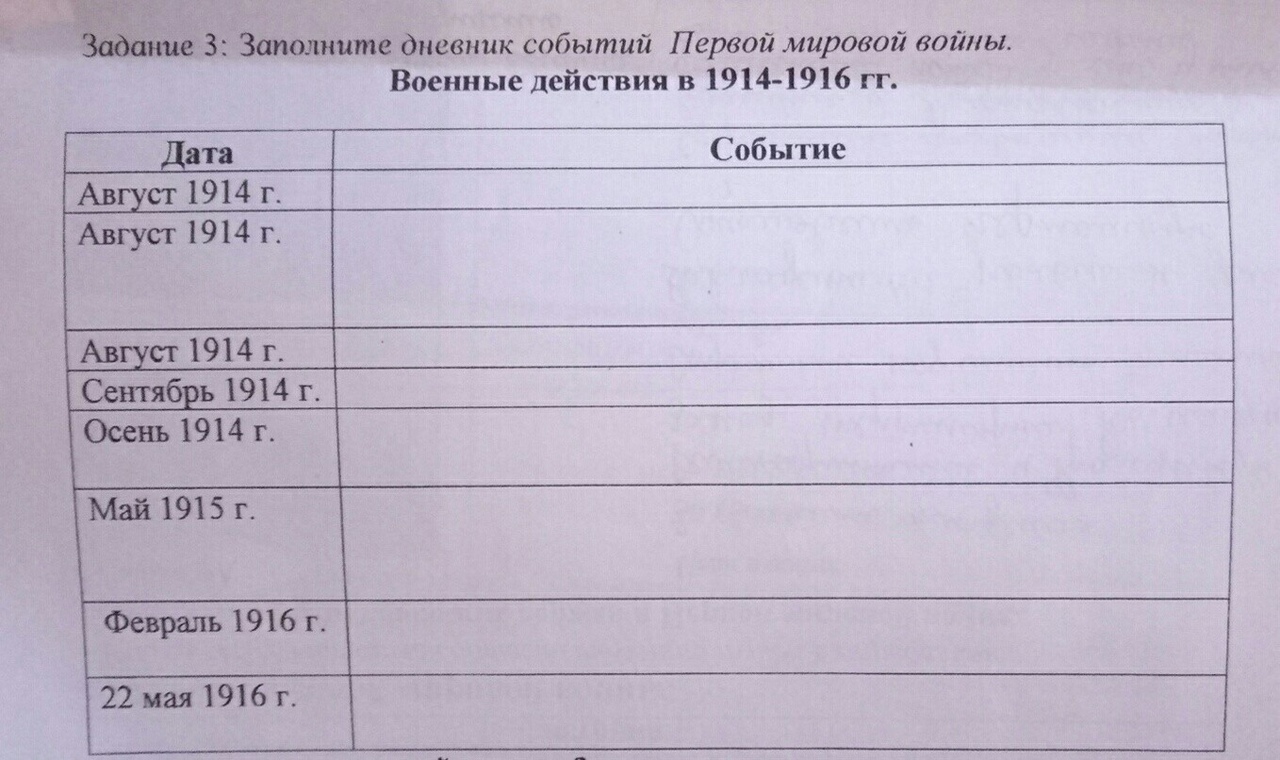 Задание 3: Заполните дневник событий Первой мировой войны.
Военные действия в 1914-1916 гг.
Дата Событие
Август 1914 г.
Август 1914 г.
Август 1914 г.
Сентябрь 1914 г.
Осень 1914 г.
Май 1915 г.
Февраль 1916 г.
22 мая 1916 г.